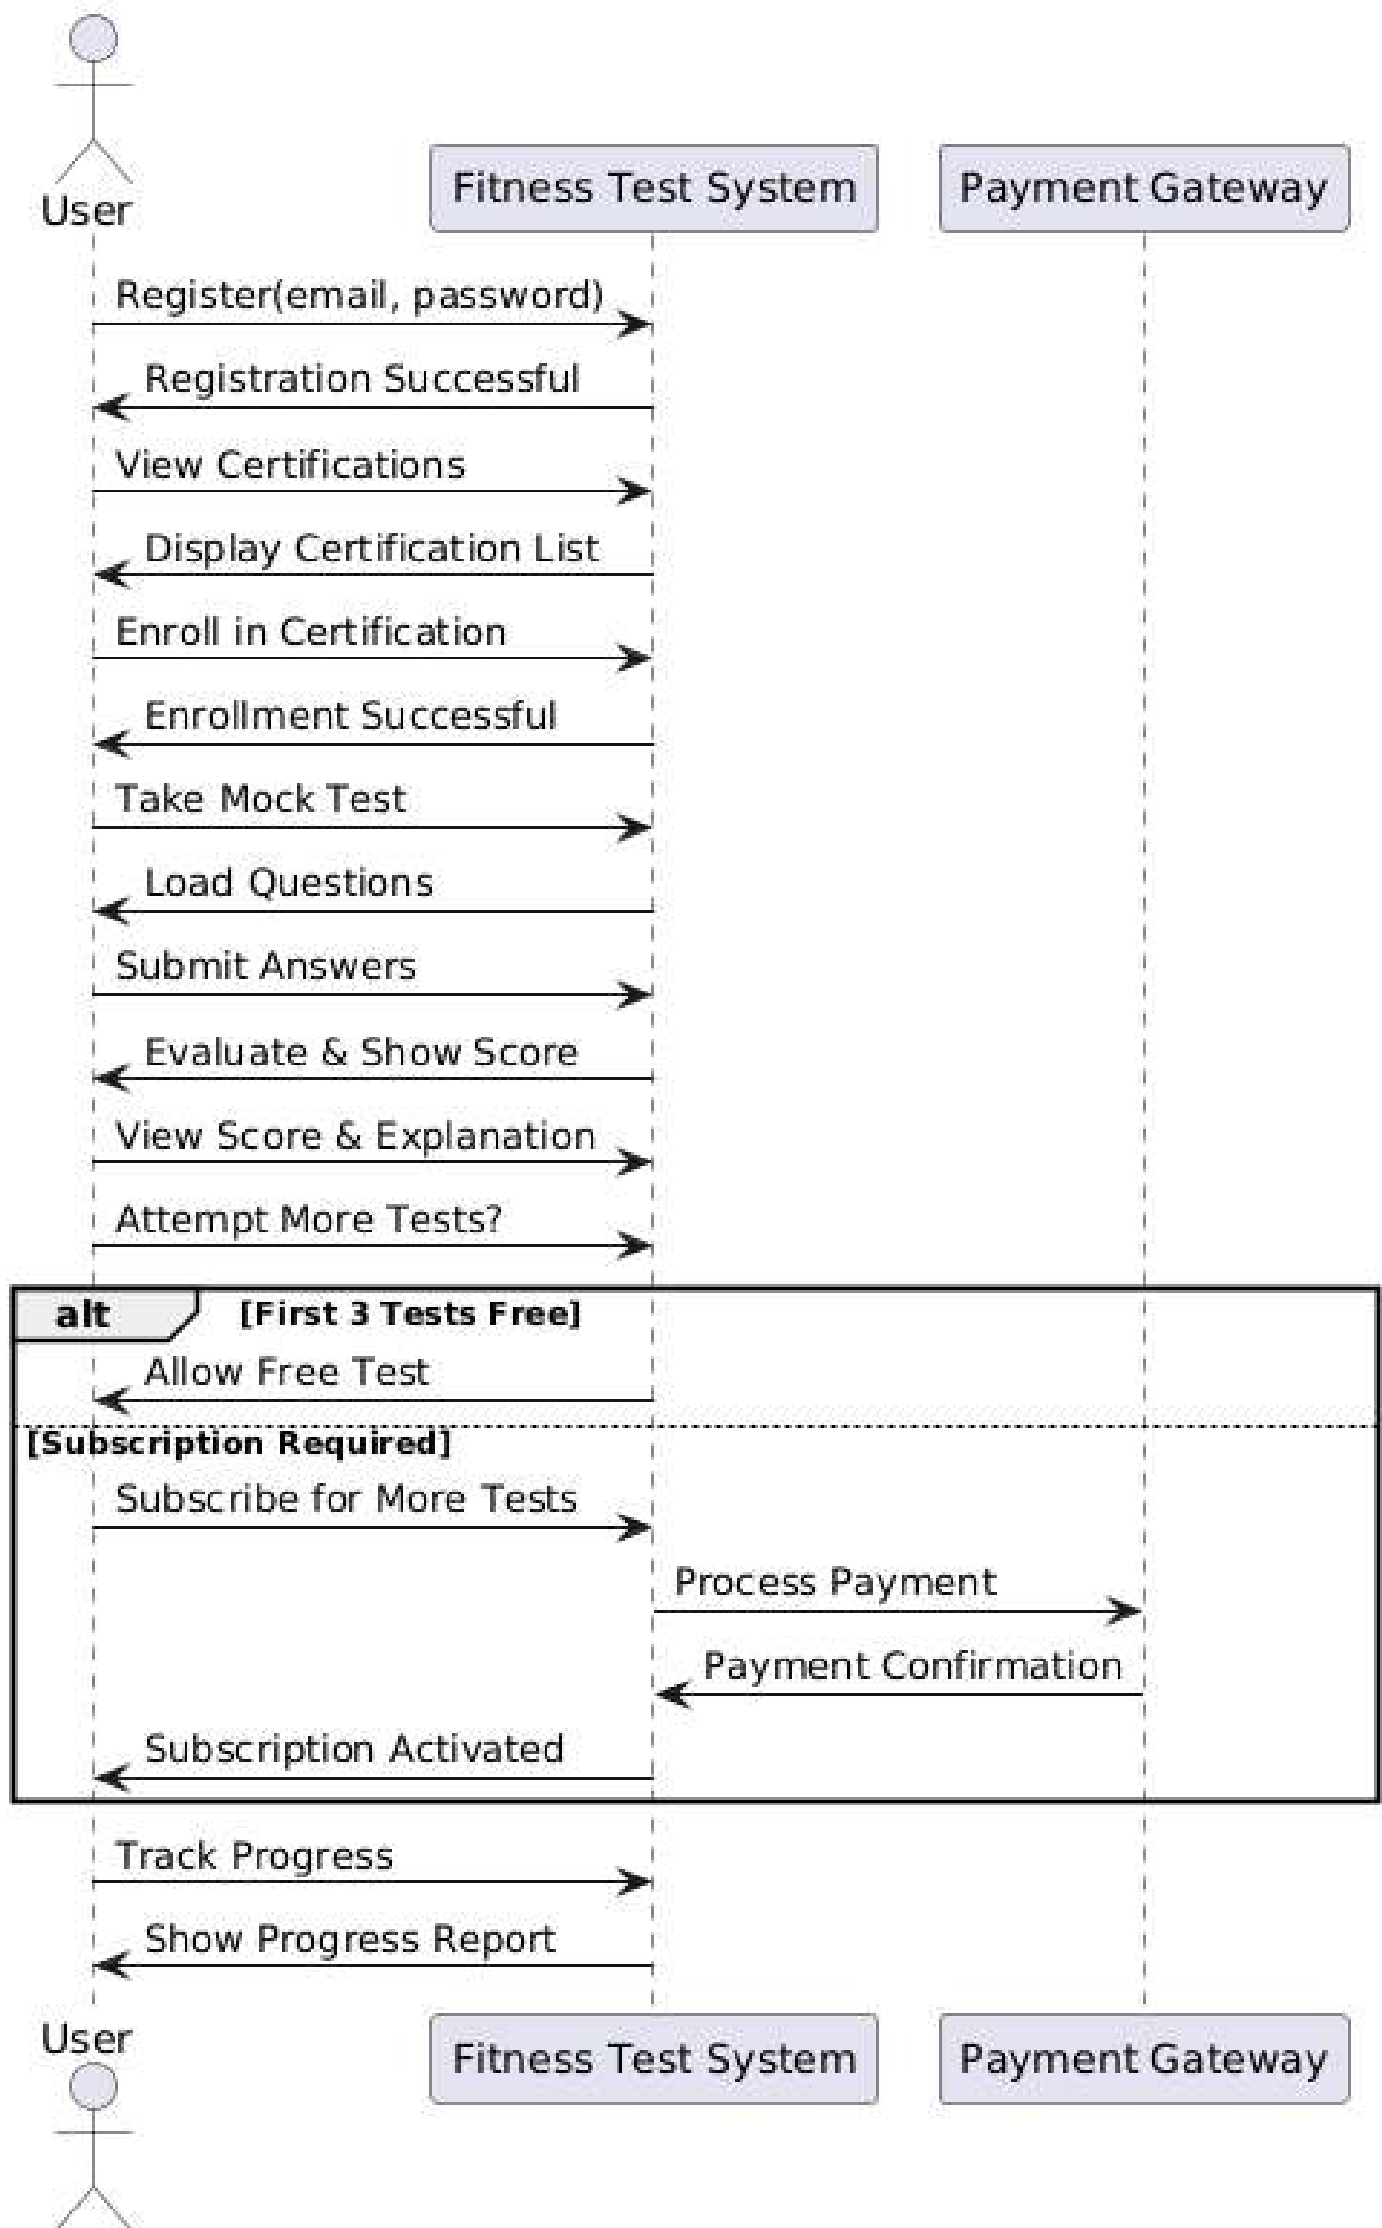 User
Fitness Test System
Payment Gateway
Register(email, password)
Registration Successful
View Certifications
Display Certification List
Enroll in Certification
Enrollment Successful
Take Mock Test
Load Questions
Submit Answers
Evaluate & Show Score
View Score & Explanation
Attempt More Tests?
alt [First 3 Tests Free]
Allow Free Test
[Subscription Required]
Subscribe for More Tests
Process Payment
Payment Confirmation
Subscription Activated
Track Progress
Show Progress Report
User
Fitness Test System
Payment Gateway